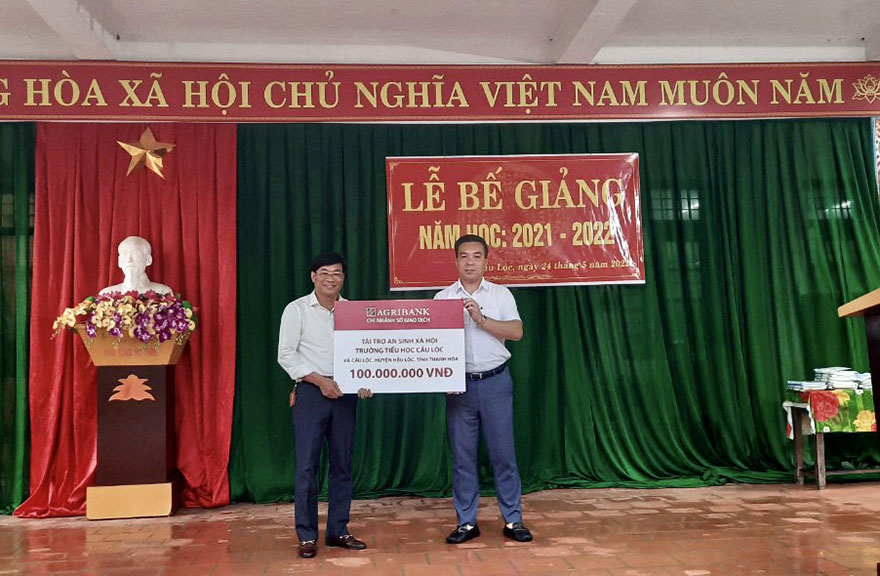 HÒA XÃ HỘI CHỦ NGHĨA VIỆT NAM MUÔN NĂM
LỄ BẾ GIẢNG
NĂM HỌC: 2021 - 2022
Lộc, ngày 24 tháng 5 năm 2022
AGRIBANK
CHI NHÁNH SỞ GIAO DỊCH
TÀI TRỢ AN SINH XÃ HỘI
TRƯỜNG TIỂU HỌC CẦU LỘC
XÃ CẦU LỘC, HUYỆN HẬU LỘC, TỈNH THANH HÓA
100.000.000 VNĐ